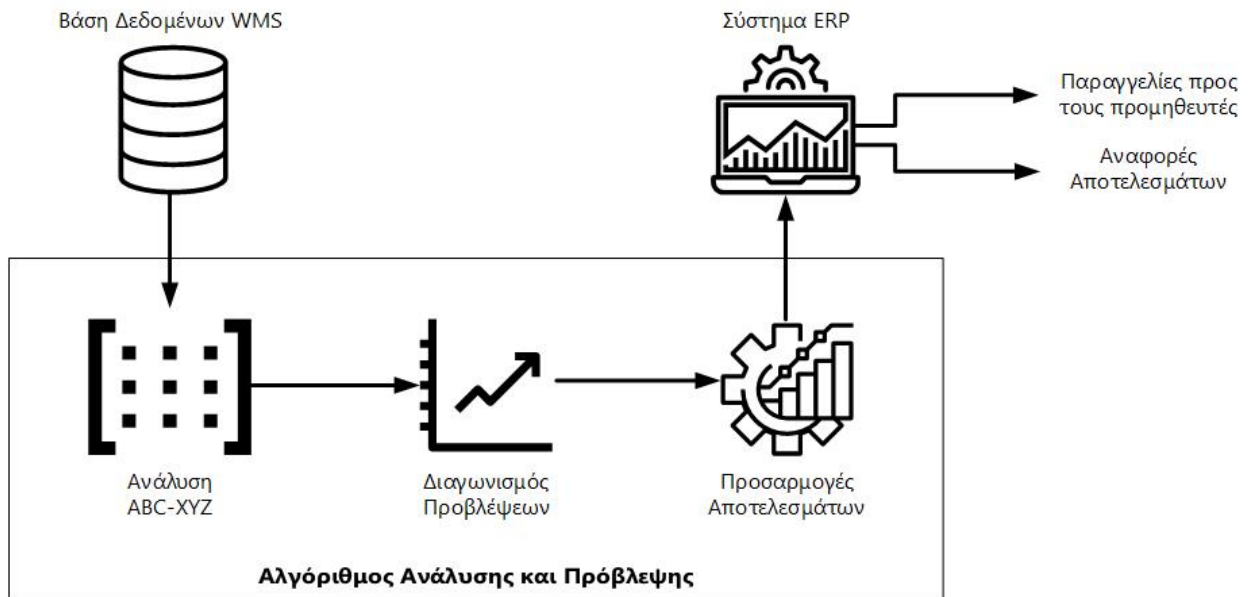 Βάση Δεδομένων WMS
Σύστημα ERP
Παραγγελίες προς
τους προμηθευτές
Αναφορές
Αποτελεσμάτων
Ανάλυση
ABC-XYZ
Διαγωνισμός
Προβλέψεων
Προσαρμογές
Αποτελεσμάτων
Αλγόριθμος Ανάλυσης και Πρόβλεψης